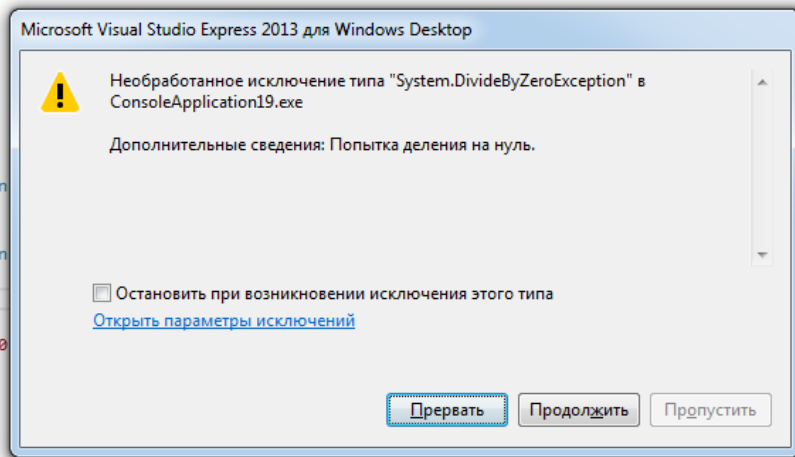 Microsoft Visual Studio Express 2013 для Windows Desktop
Необработанное исключение типа "System.DivideByZeroException" в
ConsoleApplication19.exe
Дополнительные сведения: Попытка деления на нуль.
n
n
Остановить при возникновении исключения этого типа
Открыть параметры исключений
0
Прервать
Продолжить
Пропустить